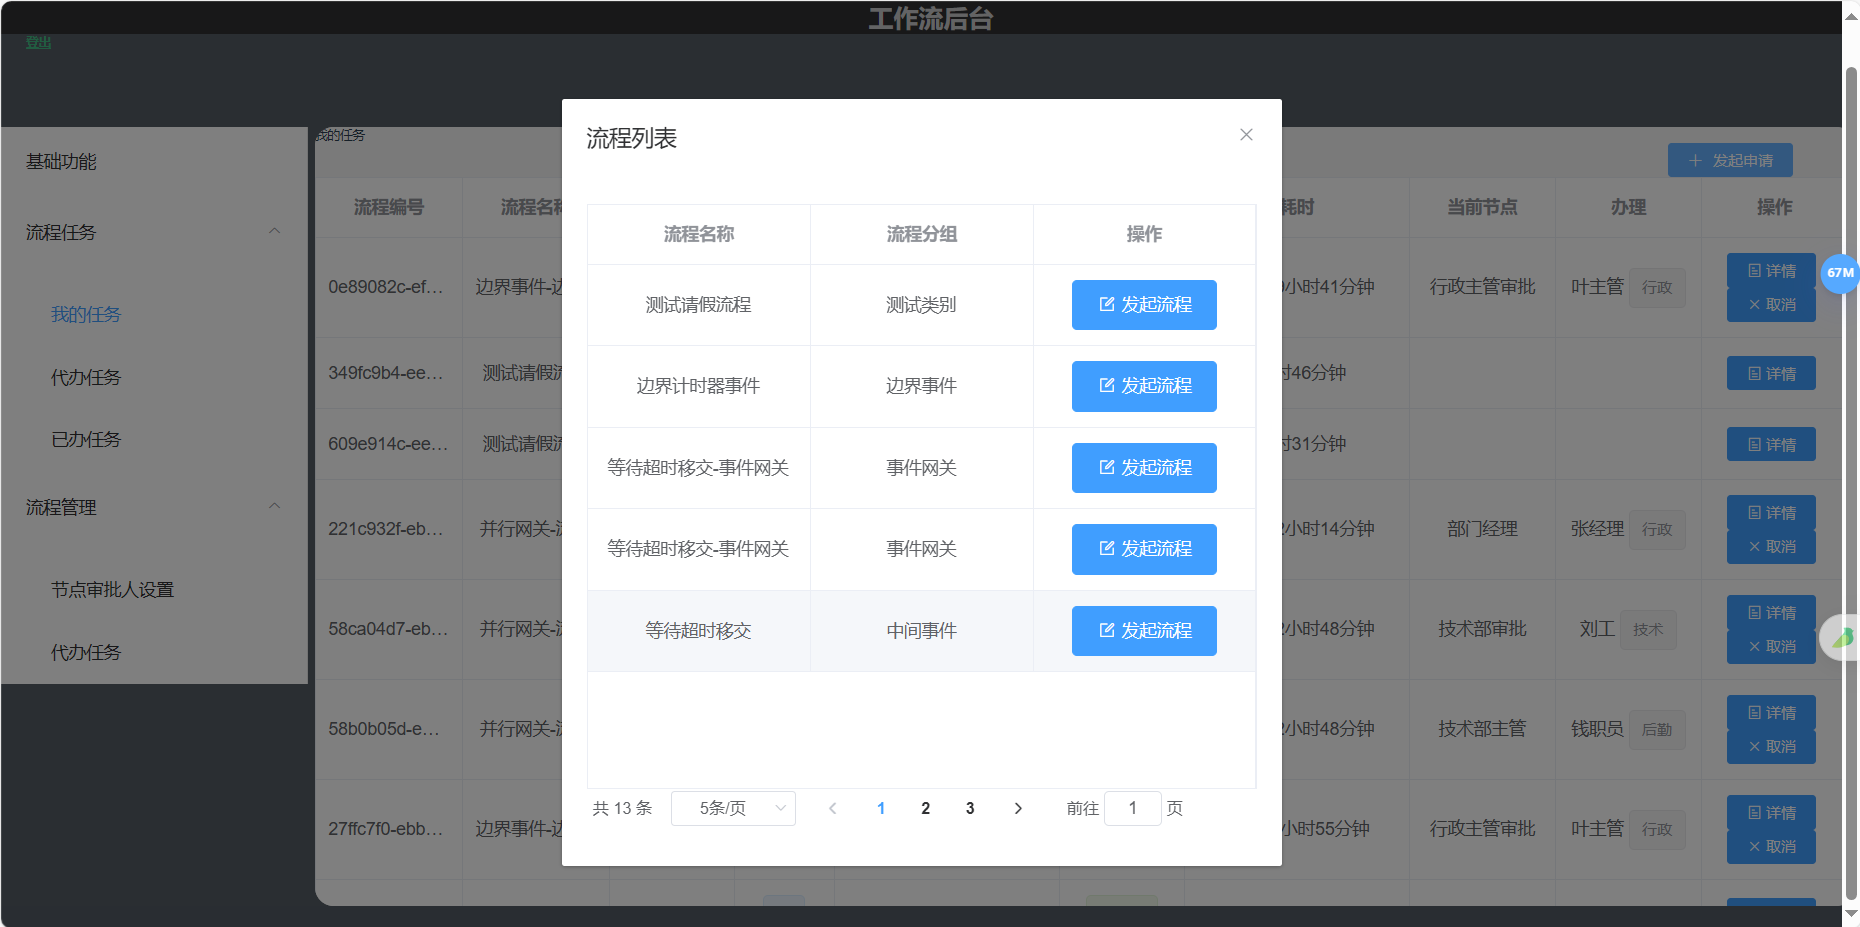 工作流后台
登出
基础功能
流程任务
我的任务
代办任务
已办任务
流程管理
节点审批人设置
代办任务
我的任务
发起申请
流程编号 流程名称 耗时 当前节点 办理 操作
0e89082c-ef... 边界事件-边 小时41分钟 行政主管审批 叶主管 行政 详情
取消
349fc9b4-ee... 测试请假流 时46分钟 详情
609e914c-ee... 测试请假流 时31分钟 详情
221c932f-eb... 并行网关-流 2小时14分钟 部门经理 张经理 行政 详情
取消
58ca04d7-eb... 并行网关-流 2小时48分钟 技术部审批 刘工 技术 详情
取消
58b0b05d-e... 并行网关-流 2小时48分钟 技术部主管 钱职员 后勤 详情
取消
27ffc7f0-ebb... 边界事件-边 小时55分钟 行政主管审批 叶主管 行政 详情
取消
流程列表
流程名称 流程分组 操作
测试请假流程 测试类别 发起流程
边界计时器事件 边界事件 发起流程
等待超时移交-事件网关 事件网关 发起流程
等待超时移交-事件网关 事件网关 发起流程
等待超时移交 中间事件 发起流程
共 13 条 5条/页 1 2 3 前往 1 页
67M